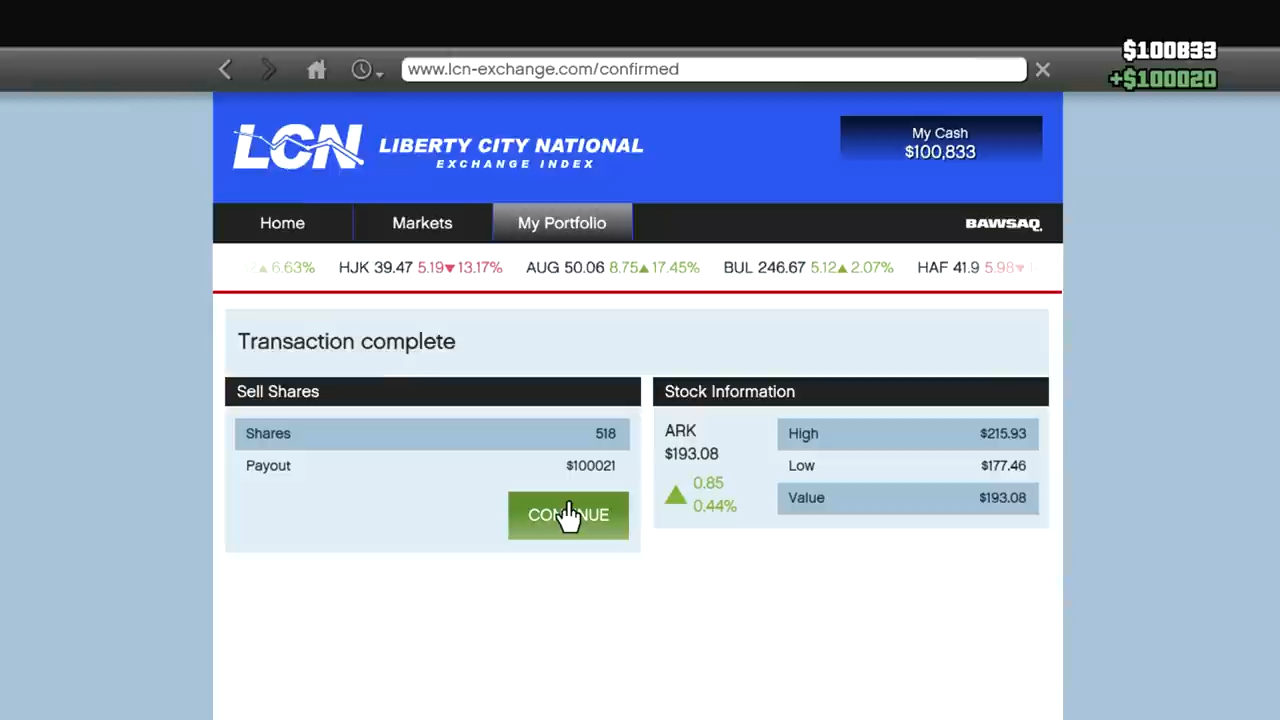 $100833
www.lcn-exchange.com/confirmed
+$100020
LCN LIBERTY CITY NATIONAL
EXCHANGE INDEX
My Cash
$100,833
Home Markets My Portfolio BAWSAQ.
6.63% HJK 39.47 5.19▼13.17% AUG 50.06 8.75▲17.45% BUL 246.67 5.12▲2.07% HAF 41.9 5.98▼
Transaction complete
Sell Shares
Shares 518
Payout $100021
CONTINUE
Stock Information
ARK
$193.08
0.85
0.44%
High $215.93
Low $177.46
Value $193.08